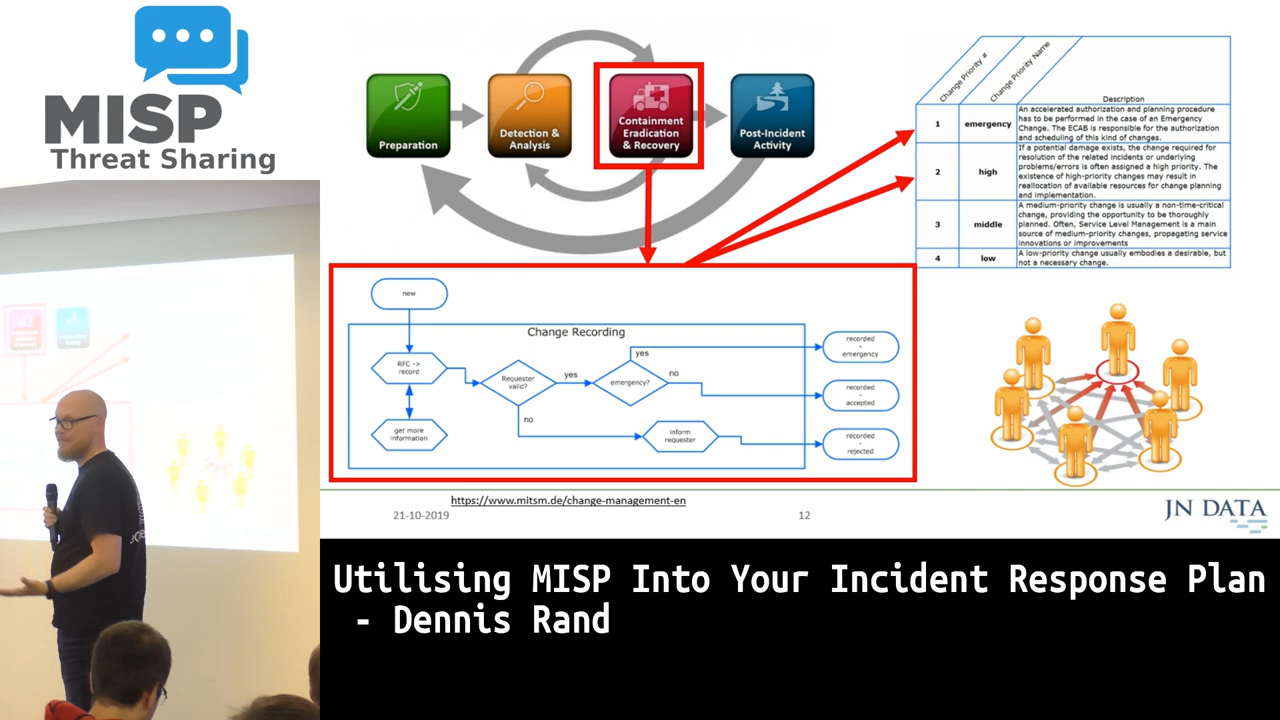 MISP
Threat Sharing
Preparation
Detection &
Analysis
Containment
Eradication
& Recovery
Post-Incident
Activity
Change Priority #
Change Priority Name
Description
1
emergency
An accelerated authorization and planning procedure
has to be performed in the case of an Emergency
Change. The ECAB is responsible for the authorization
and scheduling of this kind of changes.
2
high
If a potential damage exists, the change required for
resolution of the related incidents or underlying
problems/errors is often assigned a high priority. The
existence of high-priority changes may result in
reallocation of available resources for change planning
and implementation.
3
middle
A medium-priority change is usually a non-time-critical
change, providing the opportunity to be thoroughly
planned. Often, Service Level Management is a main
source of medium-priority changes, propagating service
innovations or improvements
4
low
A low-priority change usually embodies a desirable, but
not a necessary change.
new
Change Recording
RFC ->
record
get more
information
Requester
valid?
yes
no
emergency?
yes
no
inform
requester
recorded
-
emergency
recorded
-
accepted
recorded
-
rejected
https://www.mitsm.de/change-management-en
21-10-2019
12
JN DATA
Utilising MISP Into Your Incident Response Plan
- Dennis Rand